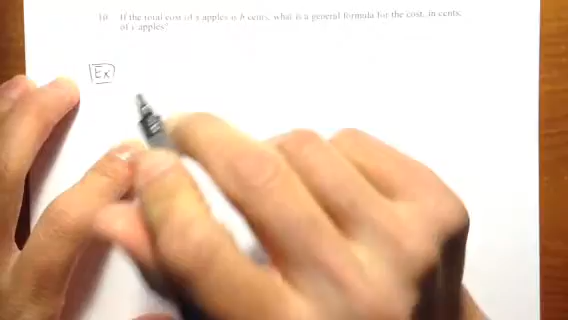 10 If the total cost of a apples is b cents, what is a general formula for the cost, in cents,
of c apples?
Ex